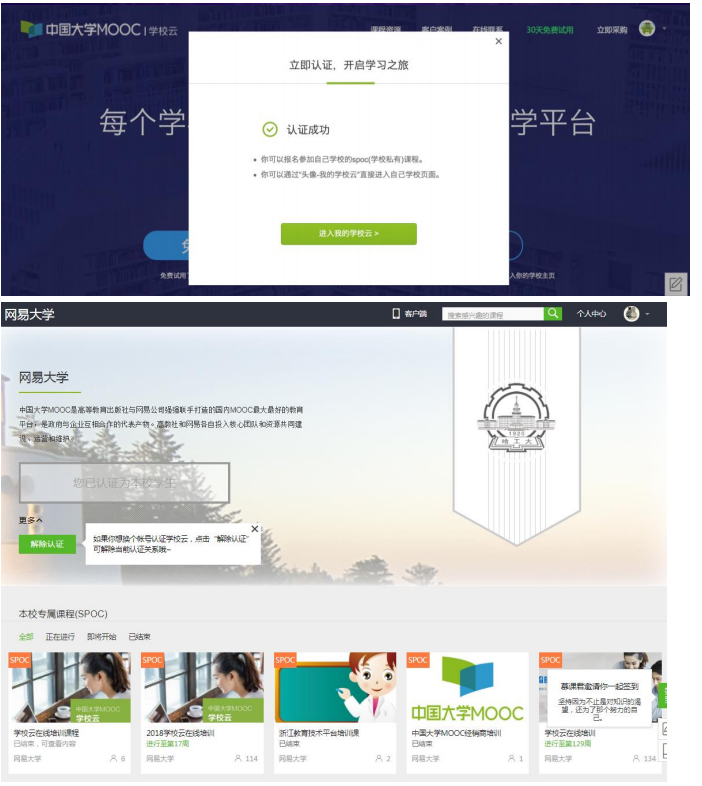 中国大学MOOC | 学校云
课程资源 客户案例 在线联系 30天免费试用 立即采购
×
立即认证，开启学习之旅
每个学
学平台
认证成功
• 你可以报名参加自己学校的spoc(学校私有)课程。
• 你可以通过“头像-我的学校云”直接进入自己学校页面。
进入我的学校云 >
免
免费试用
入你的学校主页
网易大学
客户端 搜索感兴趣的课程 个人中心
网易大学
中国大学MOOC是高等教育出版社与网易公司强强联手打造的国内MOOC最大最好的教育
平台，是政府与企业互相合作的代表产物。高教社和网易各自投入核心团队和资源共同建
设、运营和维护。
1920
哈工大
您已认证为本校学生
更多
解除认证
如果你想换个帐号认证学校云，点击“解除认证”
可解除当前认证关系哦~
×
本校专属课程(SPOC)
全部 正在进行 即将开始 已结束
SPOC SPOC SPOC SPOC SPOC
中国大学MOOC
学校云
中国大学MOOC
学校云
中国大学MOOC
慕课君邀请你一起签到
坚持因为不止是对知识的渴
望，还为了那个努力的自
己。
学校云在线培训课程
已结束，可查看内容
网易大学 6
2018学校云在线培训
进行至第17周
网易大学 114
浙江教育技术平台培训课
已结束
网易大学 2
中国大学MOOC经销商培训
已结束
网易大学 1
学校云在线培训
进行至第129周
网易大学 134